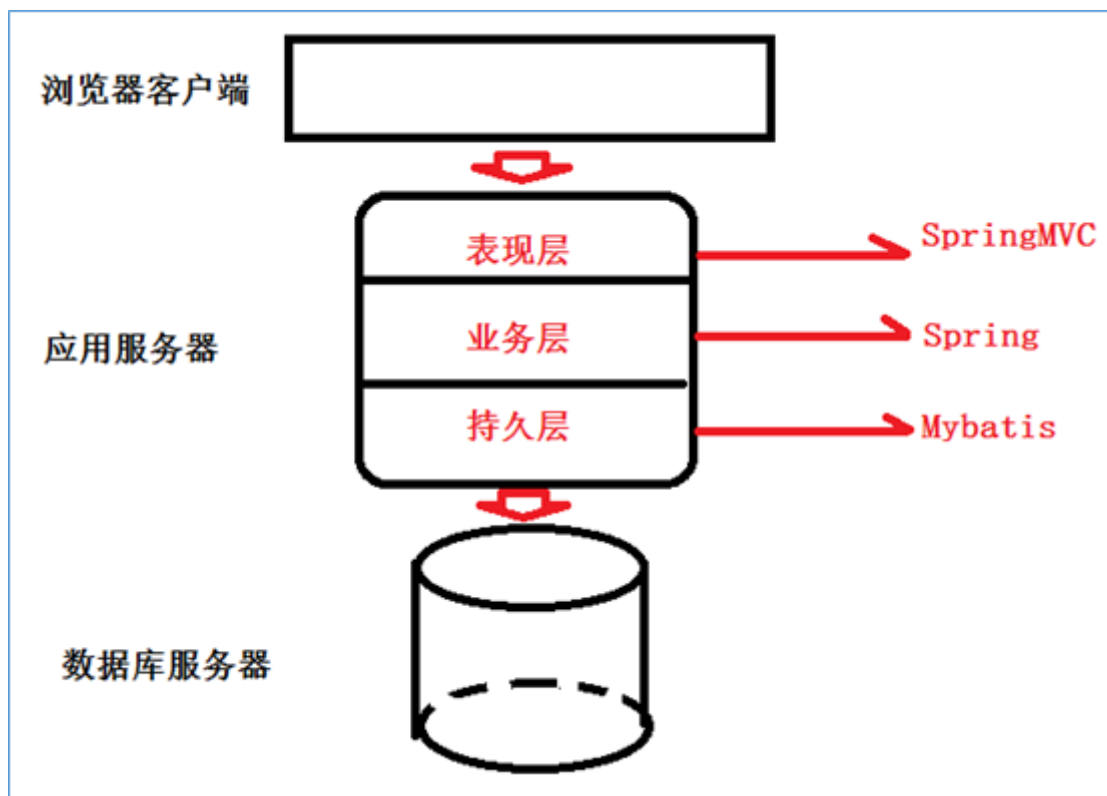 浏览器客户端
表现层
SpringMVC
应用服务器
业务层
Spring
持久层
Mybatis
数据库服务器